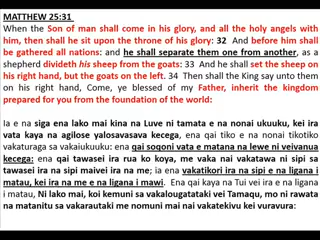 MATTHEW 25:31
When the Son of man shall come in his glory, and all the holy angels with
him, then shall he sit upon the throne of his glory: 32 And before him shall
be gathered all nations: and he shall separate them one from another, as a
shepherd divideth his sheep from the goats: 33 And he shall set the sheep on
his right hand, but the goats on the left. 34 Then shall the King say unto them
on his right hand, Come, ye blessed of my Father, inherit the kingdom
prepared for you from the foundation of the world:
Ia e na siga ena lako mai kina na Luve ni tamata e na nonai ukuuku, kei ira
vata kaya na agilose yalosavasava kecega, ena qai tiko e na nonai tikotiko
vakaturaga sa vakaiukuuku: ena qai soqoni vata e matana na lewe ni veivanua
kecega: ena qai tawasei ira rua ko koya, me vaka nai vakatawa ni sipi sa
tawasei ira na sipi maivei ira na me; ia ena vakatikori ira na sipi e na ligana i
matau, kei ira na me e na ligana i mawi. Ena qai kaya na Tui vei ira e na ligana
i matau, Ni lako mai, koi kemuni sa vakalougatataki vei Tamaqu, mo ni rawata
na matanitu sa vakarautaki me nomuni mai nai vakatekivu kei vuravura: